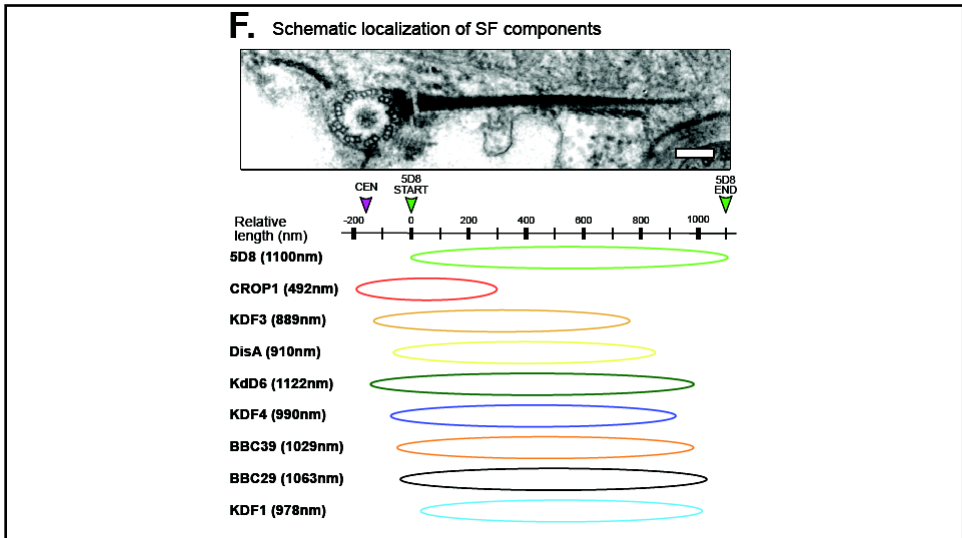 F. Schematic localization of SF components
CEN
5D8
START
5D8
END
Relative
length (nm)
-200 0 200 400 600 800 1000
5D8 (1100nm)
CROP1 (492nm)
KDF3 (889nm)
DisA (910nm)
KdD6 (1122nm)
KDF4 (990nm)
BBC39 (1029nm)
BBC29 (1063nm)
KDF1 (978nm)